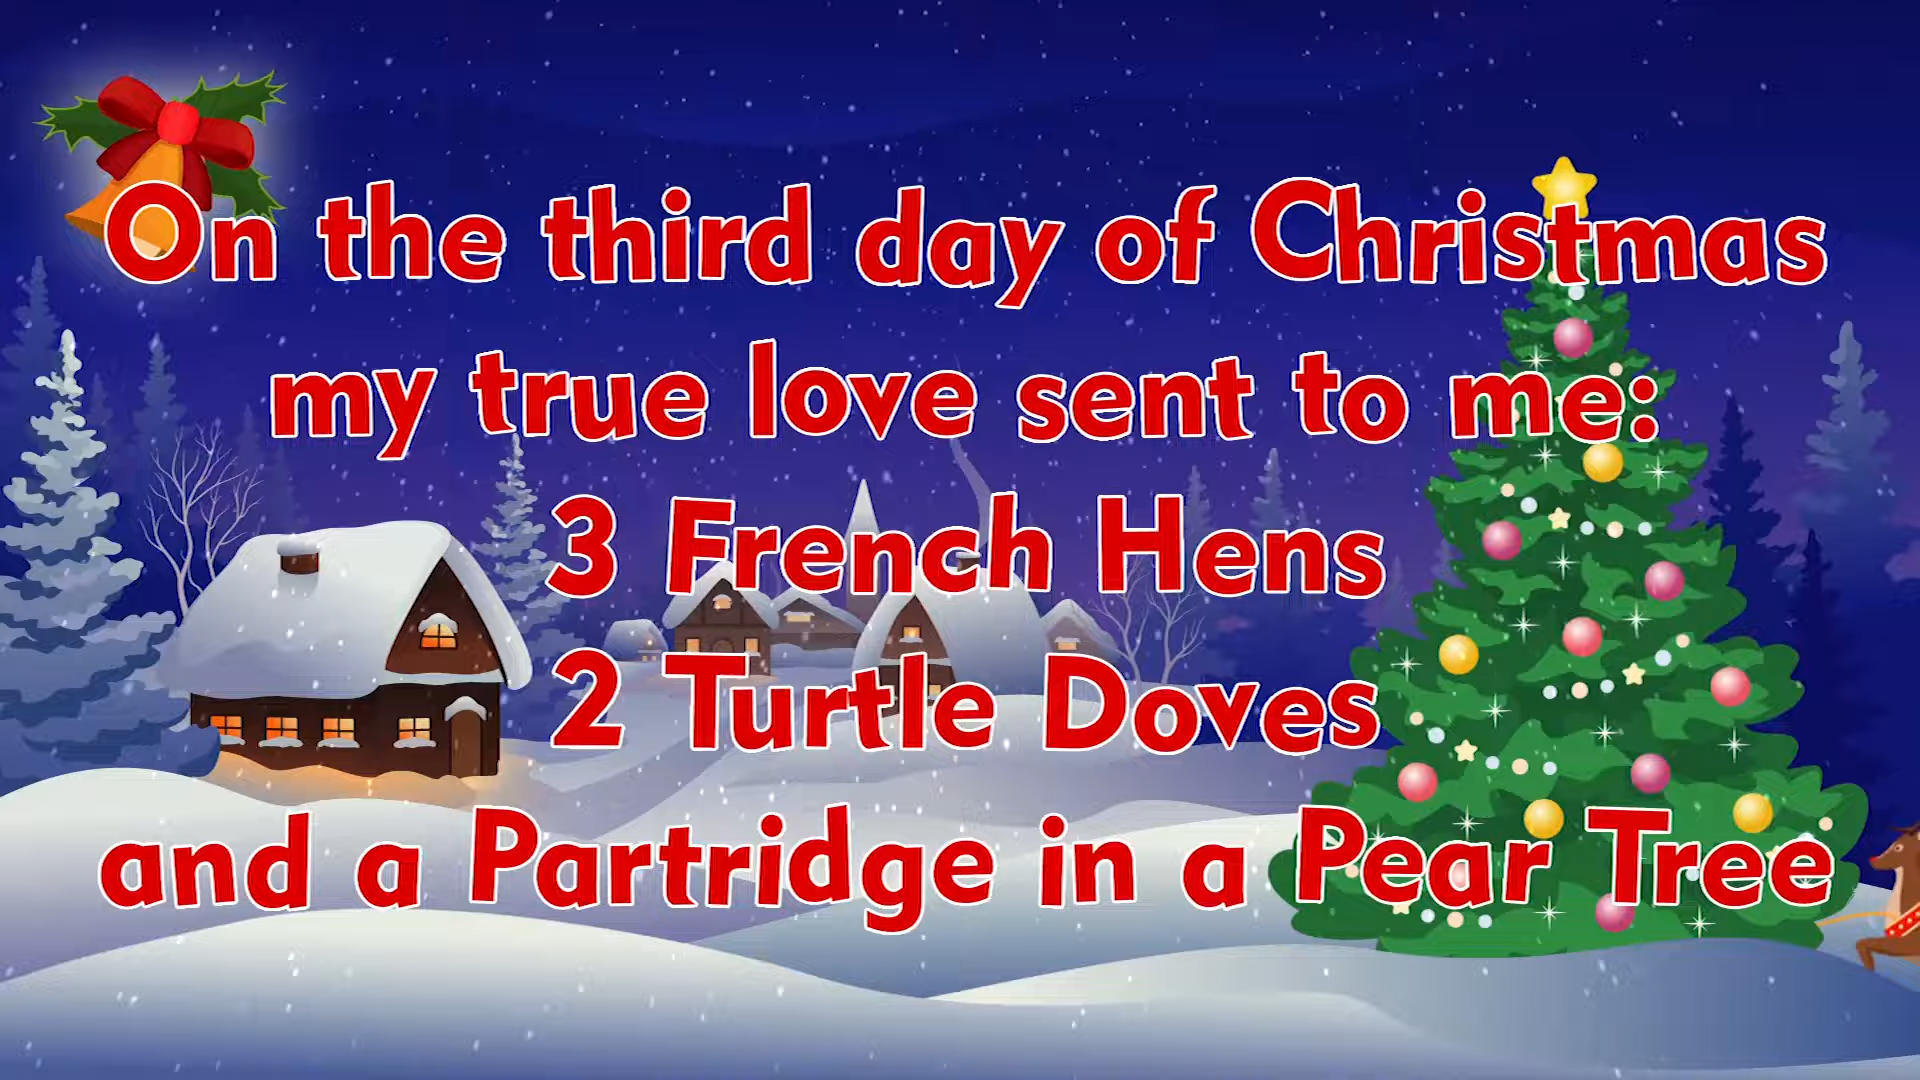 On the third day of Christmas
my true love sent to me:
3 French Hens
2 Turtle Doves
and a Partridge in a Pear Tree